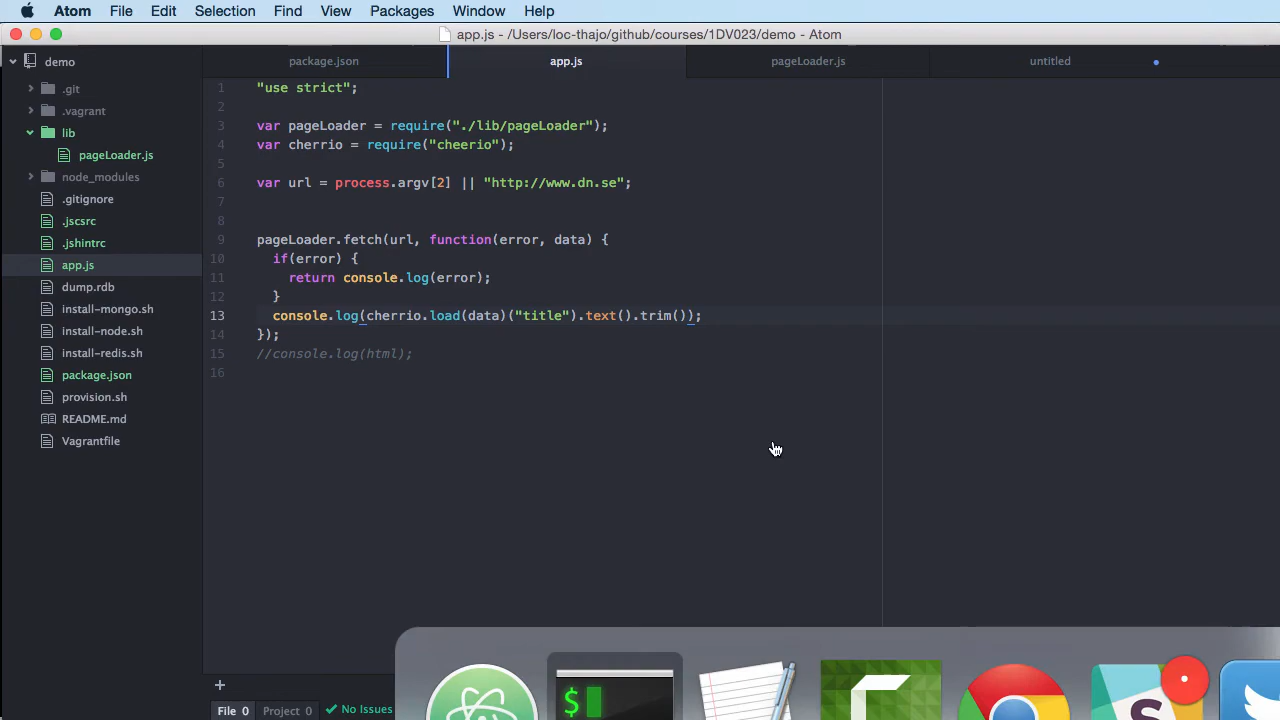 Atom File Edit Selection Find View Packages Window Help
app.js - /Users/loc-thajo/github/courses/1DV023/demo - Atom
demo
.git
.vagrant
lib
pageLoader.js
node_modules
.gitignore
.jscsrc
.jshintrc
app.js
dump.rdb
install-mongo.sh
install-node.sh
install-redis.sh
package.json
provision.sh
README.md
Vagrantfile
package.json app.js pageLoader.js untitled
1 "use strict";
2
3 var pageLoader = require("./lib/pageLoader");
4 var cherrio = require("cheerio");
5
6 var url = process.argv[2] || "http://www.dn.se";
7
8
9 pageLoader.fetch(url, function(error, data) {
10 if(error) {
11 return console.log(error);
12 }
13 console.log(cherrio.load(data)("title").text().trim());
14 });
15 //console.log(html);
16
+
File 0 Project 0 No Issues
$